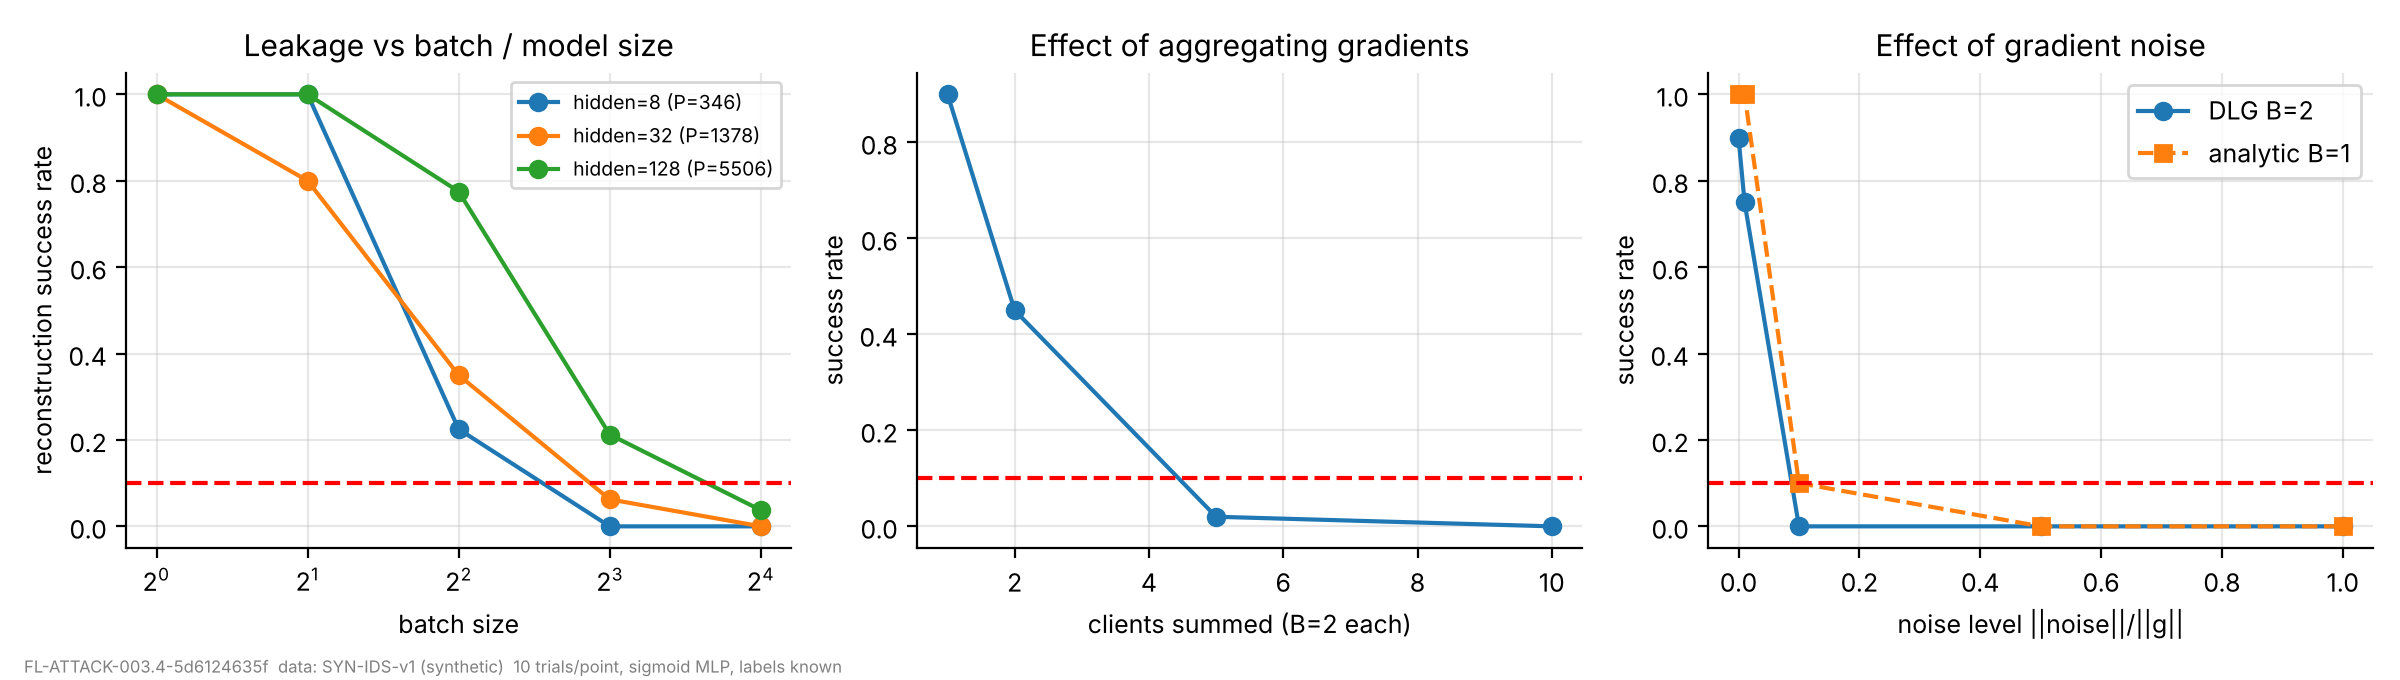 Leakage vs batch / model size
reconstruction success rate
1.0
0.8
0.6
0.4
0.2
0.0
hidden=8 (P=346)
hidden=32 (P=1378)
hidden=128 (P=5506)
2⁰ 2¹ 2² 2³ 2⁴
batch size
Effect of aggregating gradients
success rate
0.8
0.6
0.4
0.2
0.0
2 4 6 8 10
clients summed (B=2 each)
Effect of gradient noise
success rate
1.0
0.8
0.6
0.4
0.2
0.0
DLG B=2
analytic B=1
0.0 0.2 0.4 0.6 0.8 1.0
noise level ||noise||/||g||
FL-ATTACK-003.4-5d6124635f data: SYN-IDS-v1 (synthetic) 10 trials/point, sigmoid MLP, labels known